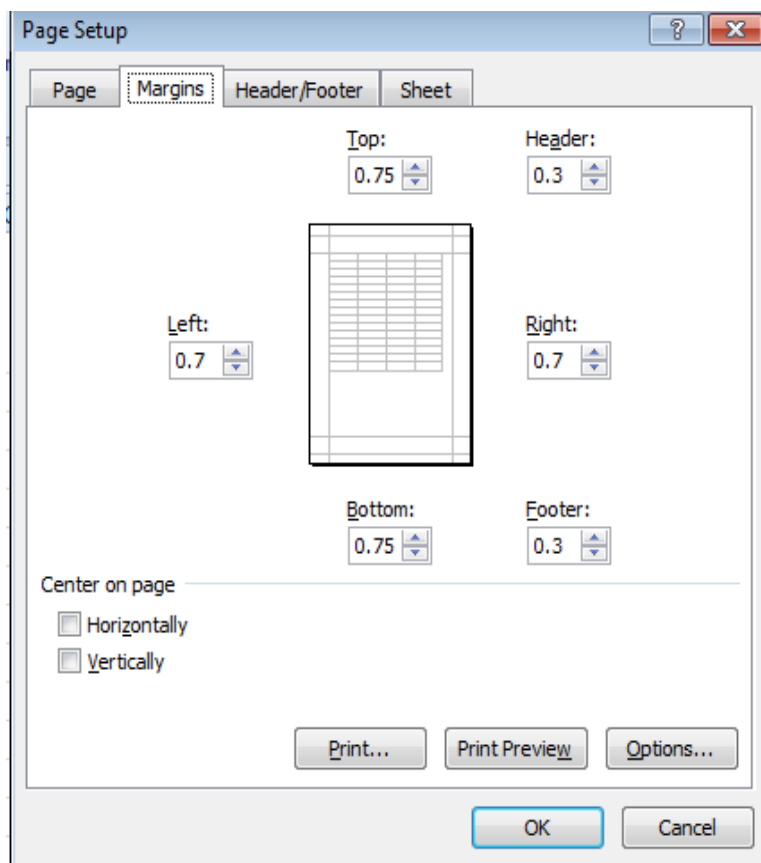 Page Setup
Page Margins Header/Footer Sheet
Top: Header:
0.75 0.3
Left: Right:
0.7 0.7
Bottom: Footer:
0.75 0.3
Center on page
Horizontally
Vertically
Print... Print Preview Options...
OK Cancel